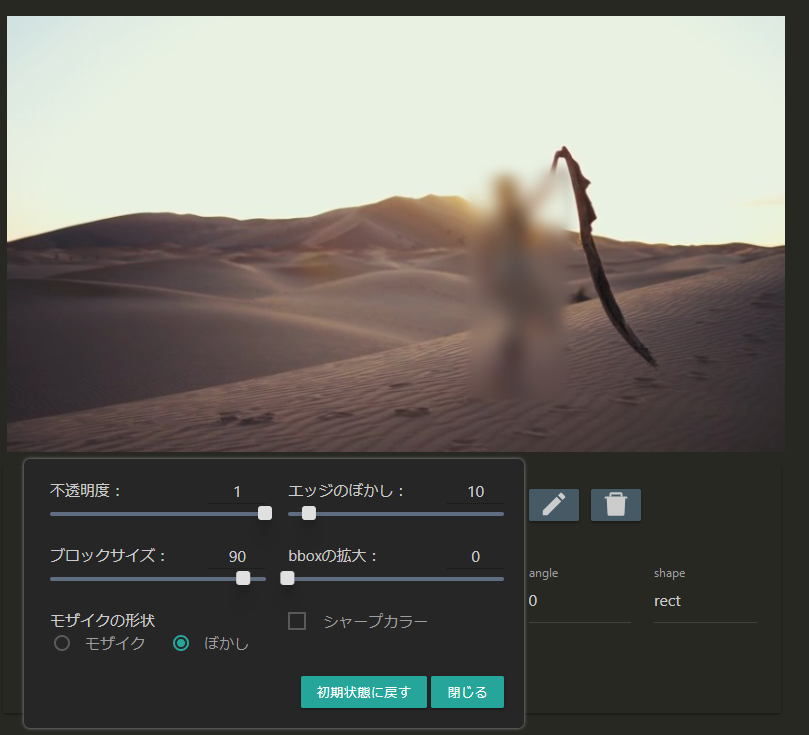 不透明度： 1 エッジのぼかし： 10
ブロックサイズ： 90 bboxの拡大： 0
angle shape
0 rect
モザイクの形状 シャープカラー
モザイク ぼかし
初期状態に戻す 閉じる